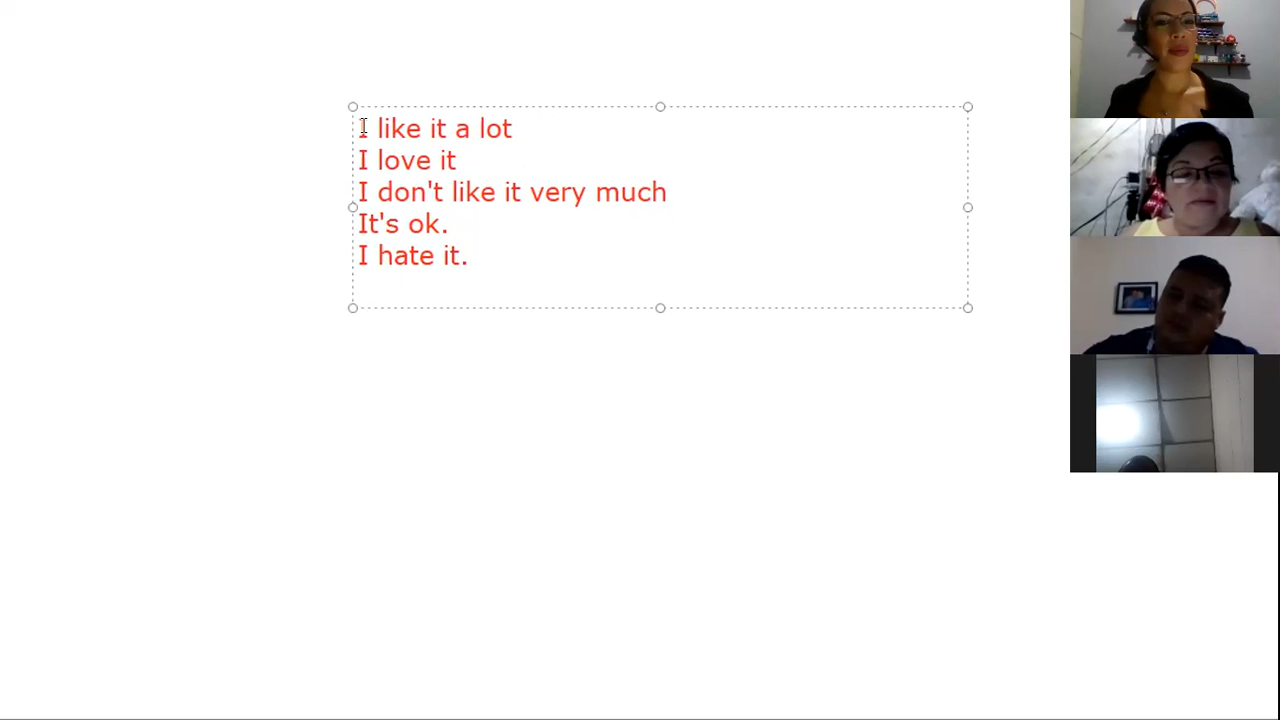 I like it a lot
I love it
I don't like it very much
It's ok.
I hate it.